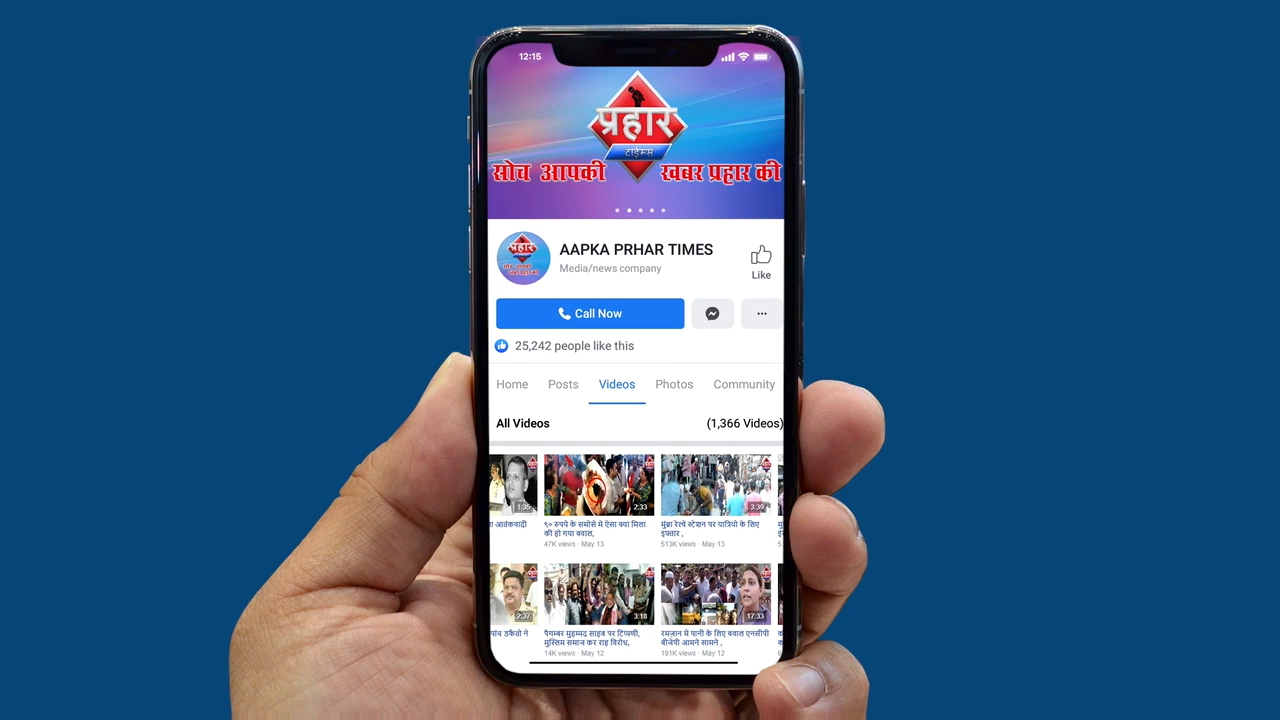 12:15
प्रहार
टाईम्स
सोच आपकी खबर प्रहार की
प्रहार
AAPKA PRHAR TIMES
Media/news company
Like
Call Now
25,242 people like this
Home Posts Videos Photos Community
All Videos (1,366 Videos)
1:35 2:33 3:39
आतंकवादी
९० रुपये के समोसे मे ऐसा क्या मिला
की हो गया बवाल,
47K views · May 13
मुंब्रा रेल्वे स्टेशन पर यात्रियो के लिए
इफ्तार ,
513K views · May 13
2:37 3:18 17:33
पांच डकैतो ने
पैगम्बर मुहम्मद साहब पर टिप्पणी,
मुस्लिम समाज कर राह विरोध,
14K views · May 12
रमज़ान मे पानी के लिए बवाल एनसीपी
बीजेपी आमने सामने ,
191K views · May 12